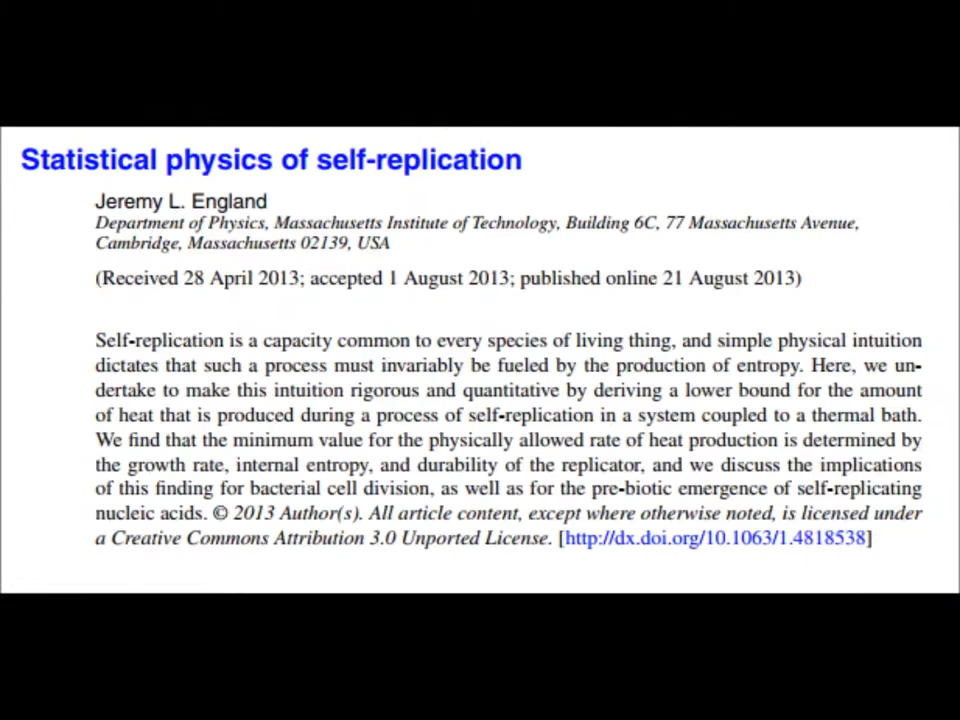 Statistical physics of self-replication
Jeremy L. England
Department of Physics, Massachusetts Institute of Technology, Building 6C, 77 Massachusetts Avenue,
Cambridge, Massachusetts 02139, USA
(Received 28 April 2013; accepted 1 August 2013; published online 21 August 2013)
Self-replication is a capacity common to every species of living thing, and simple physical intuition
dictates that such a process must invariably be fueled by the production of entropy. Here, we un-
dertake to make this intuition rigorous and quantitative by deriving a lower bound for the amount
of heat that is produced during a process of self-replication in a system coupled to a thermal bath.
We find that the minimum value for the physically allowed rate of heat production is determined by
the growth rate, internal entropy, and durability of the replicator, and we discuss the implications
of this finding for bacterial cell division, as well as for the pre-biotic emergence of self-replicating
nucleic acids. © 2013 Author(s). All article content, except where otherwise noted, is licensed under
a Creative Commons Attribution 3.0 Unported License. [http://dx.doi.org/10.1063/1.4818538]